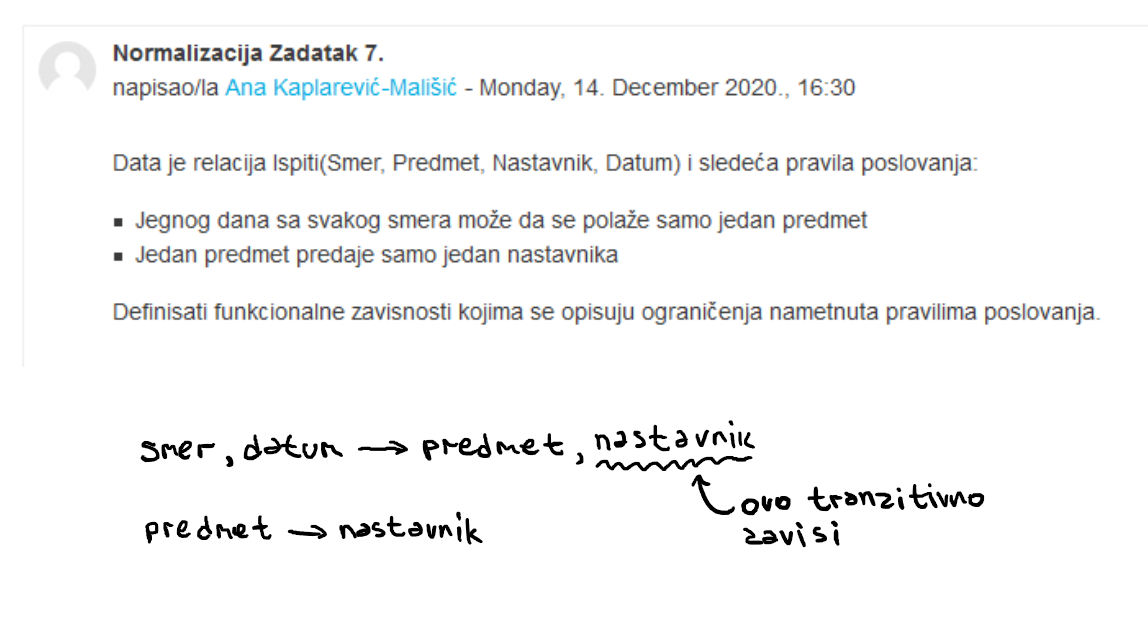 Normalizacija Zadatak 7.
napisao/la Ana Kaplarević-Mališić - Monday, 14. December 2020., 16:30
Data je relacija Ispiti(Smer, Predmet, Nastavnik, Datum) i sledeća pravila poslovanja:
▪ Jegnog dana sa svakog smera može da se polaže samo jedan predmet
▪ Jedan predmet predaje samo jedan nastavnika
Definisati funkcionalne zavisnosti kojima se opisuju ograničenja nametnuta pravilima poslovanja.
smer, datum → predmet, nastavnik
predmet → nastavnik
ovo tranzitivno
zavisi